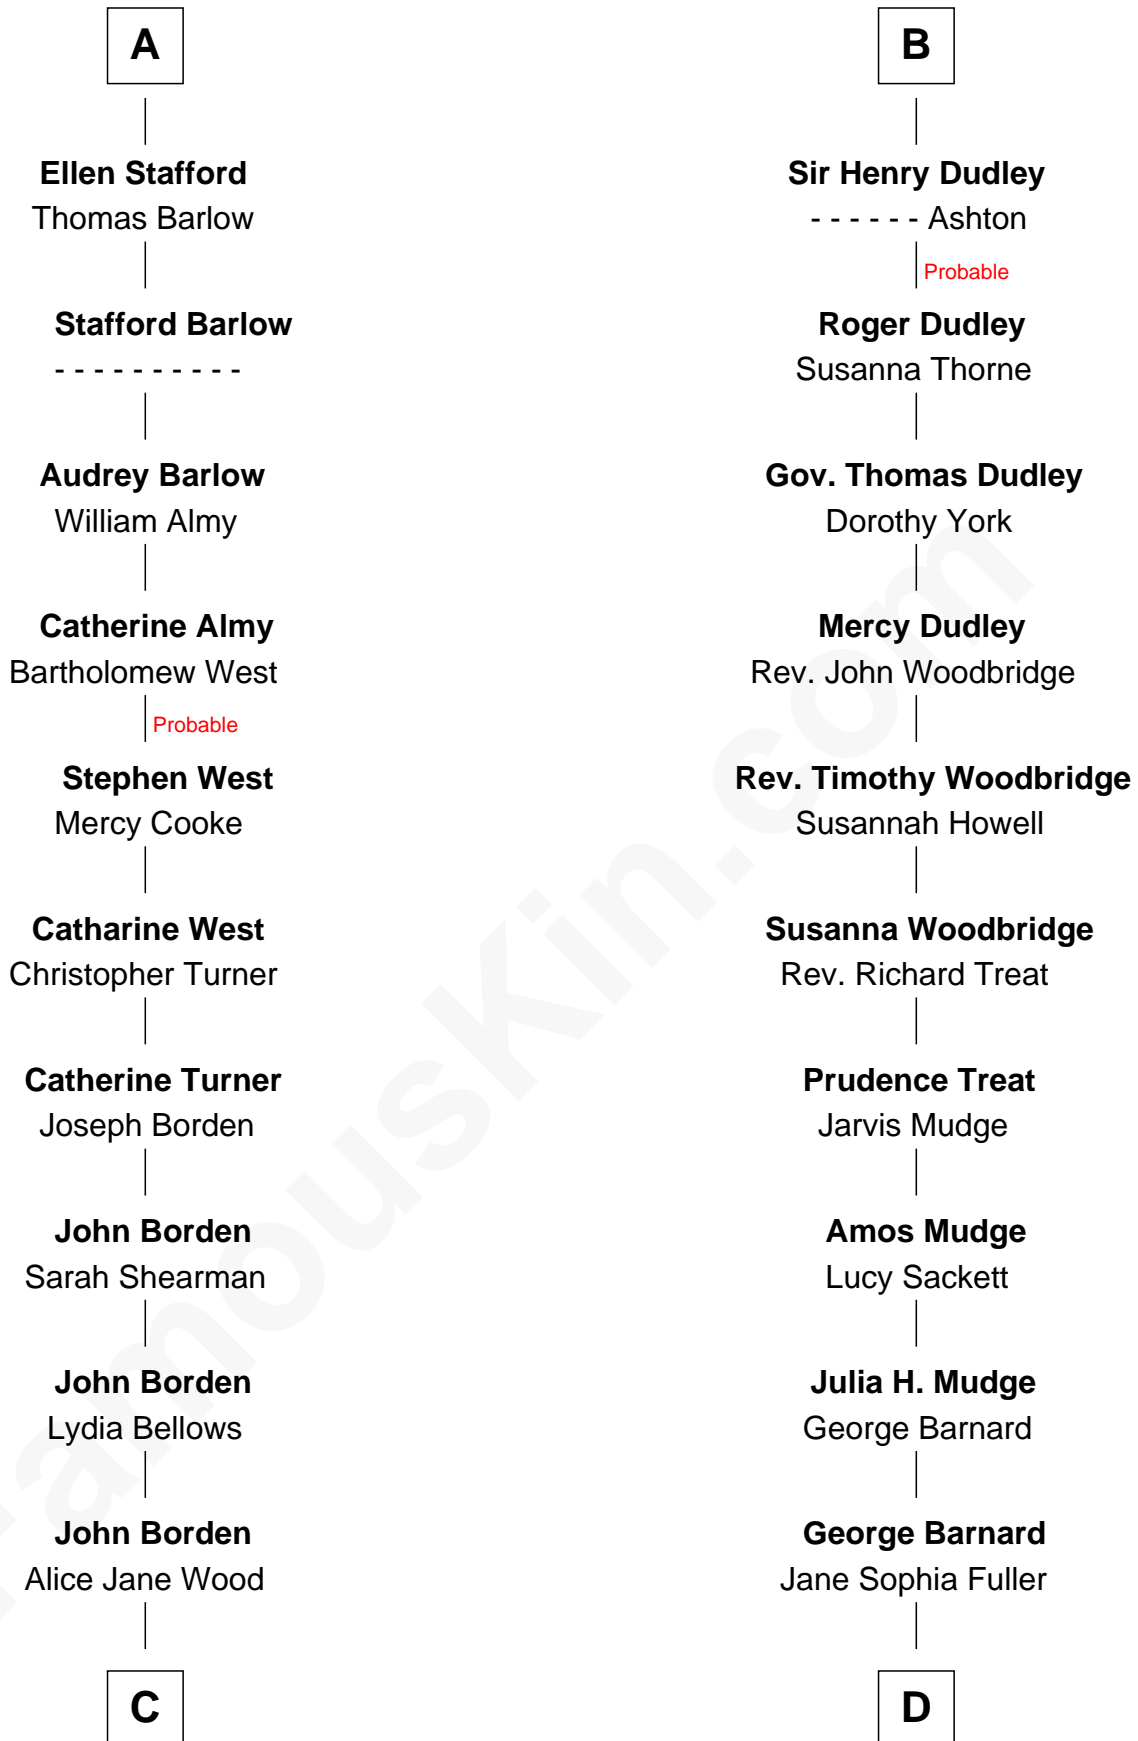 A
Ellen Stafford
Thomas Barlow
Stafford Barlow
- - - - - - - - - -
Audrey Barlow
William Almy
Catherine Almy
Bartholomew West
Probable
Stephen West
Mercy Cooke
Catharine West
Christopher Turner
Catherine Turner
Joseph Borden
John Borden
Sarah Shearman
John Borden
Lydia Bellows
John Borden
Alice Jane Wood
C
B
Sir Henry Dudley
- - - - - - Ashton
Probable
Roger Dudley
Susanna Thorne
Gov. Thomas Dudley
Dorothy York
Mercy Dudley
Rev. John Woodbridge
Rev. Timothy Woodbridge
Susannah Howell
Susanna Woodbridge
Rev. Richard Treat
Prudence Treat
Jarvis Mudge
Amos Mudge
Lucy Sackett
Julia H. Mudge
George Barnard
George Barnard
Jane Sophia Fuller
D
FamousKin.com